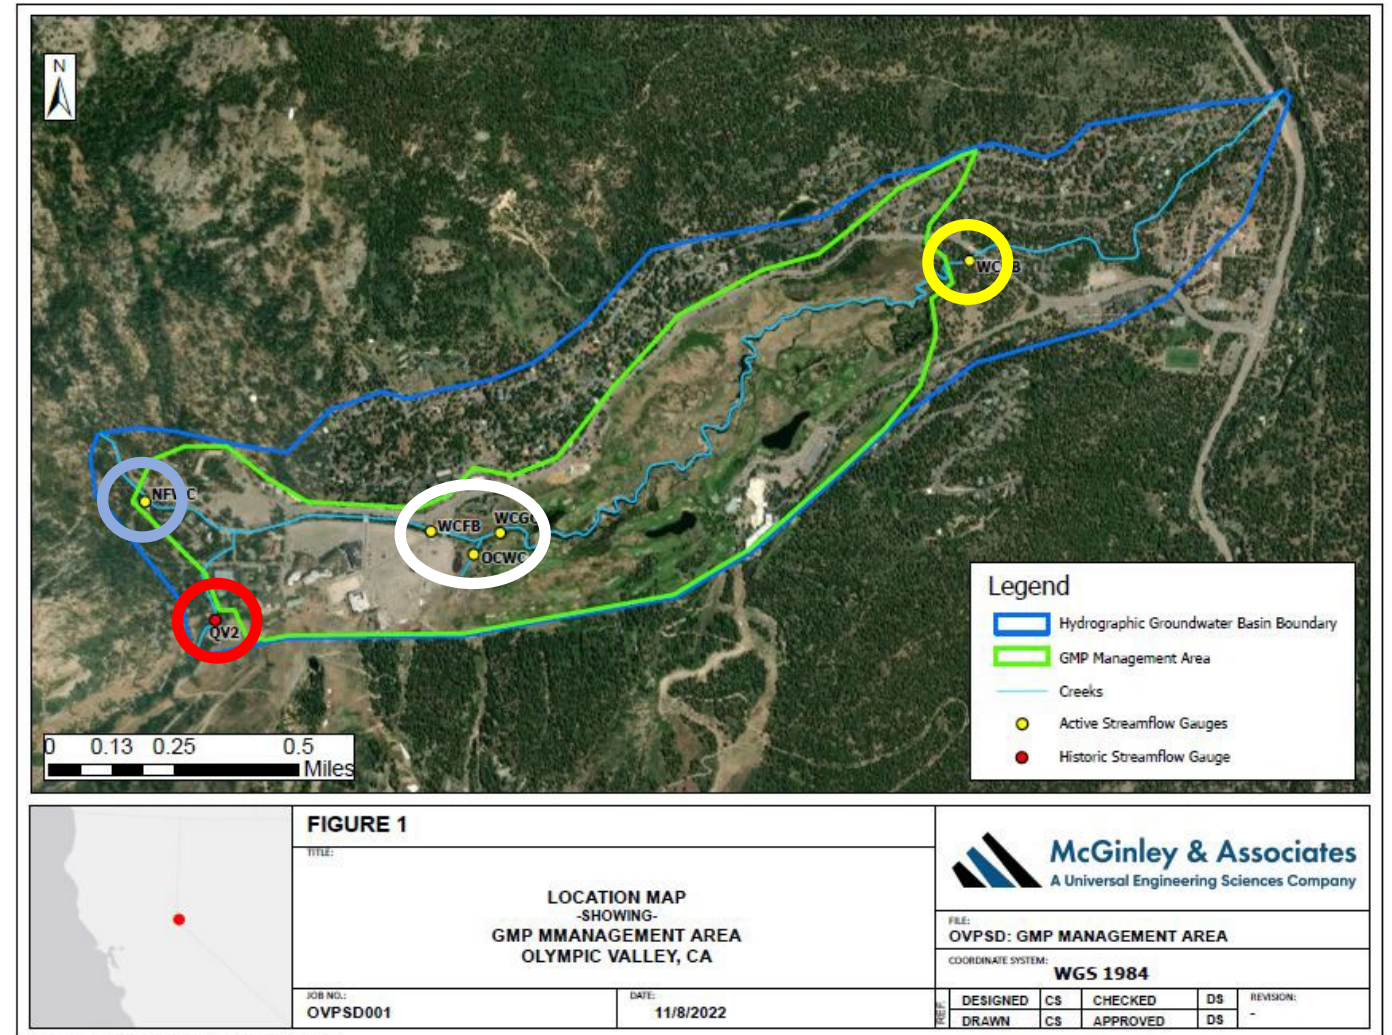 N
NFWC
WCFB
WCGC
OCWC
QV2
0 0.13 0.25 0.5
Miles
Legend
Hydrographic Groundwater Basin Boundary
GMP Management Area
Creeks
Active Streamflow Gauges
Historic Streamflow Gauge
FIGURE 1
TITLE:
LOCATION MAP
-SHOWING-
GMP MMANAGEMENT AREA
OLYMPIC VALLEY, CA
JOB NO.:
OVPSD001
DATE:
11/8/2022
McGinley & Associates
A Universal Engineering Sciences Company
FILE:
OVPSD: GMP MANAGEMENT AREA
COORDINATE SYSTEM:
WGS 1984
REF.
DESIGNED CS CHECKED DS
DRAWN CS APPROVED DS
REVISION:
-